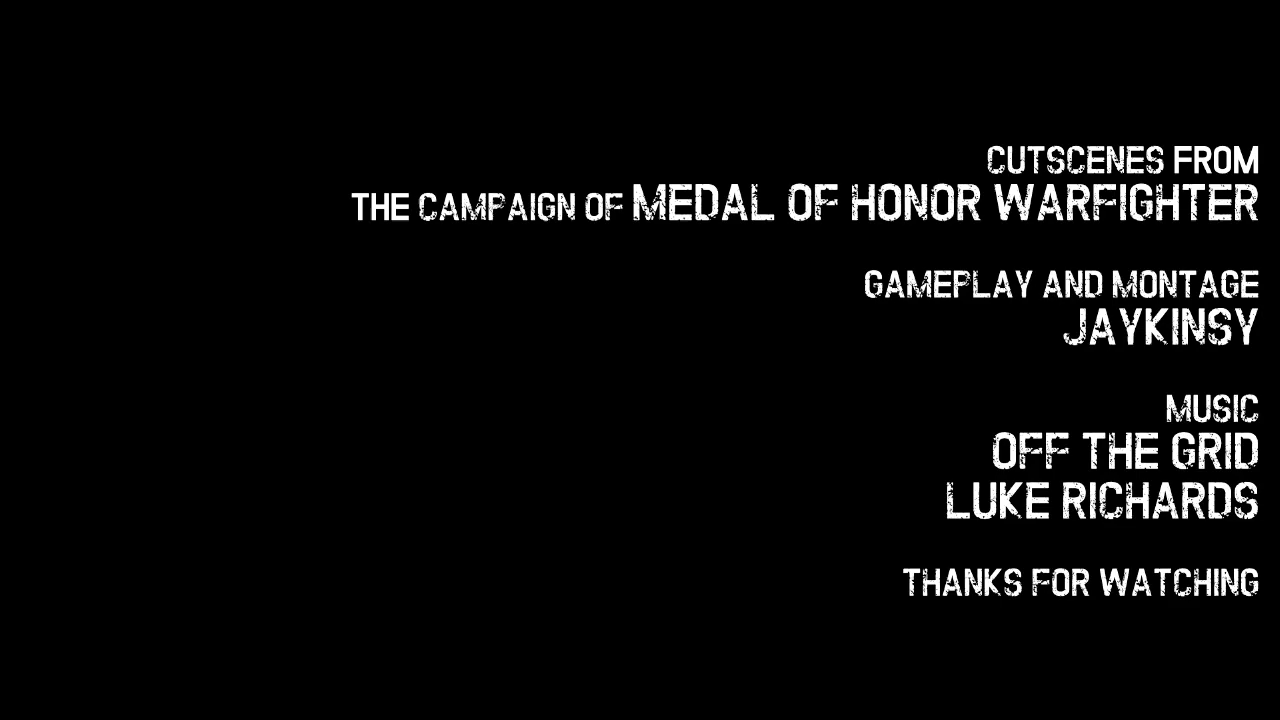 CUTSCENES FROM
THE CAMPAIGN OF MEDAL OF HONOR WARFIGHTER
GAMEPLAY AND MONTAGE
JAYKINSY
MUSIC
OFF THE GRID
LUKE RICHARDS
THANKS FOR WATCHING